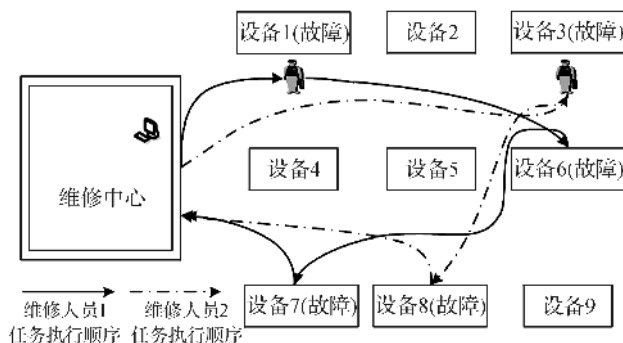 设备1(故障)
设备2
设备3(故障)
维修中心
设备4
设备5
设备6(故障)
设备7(故障)
设备8(故障)
设备9
维修人员1
任务执行顺序
维修人员2
任务执行顺序